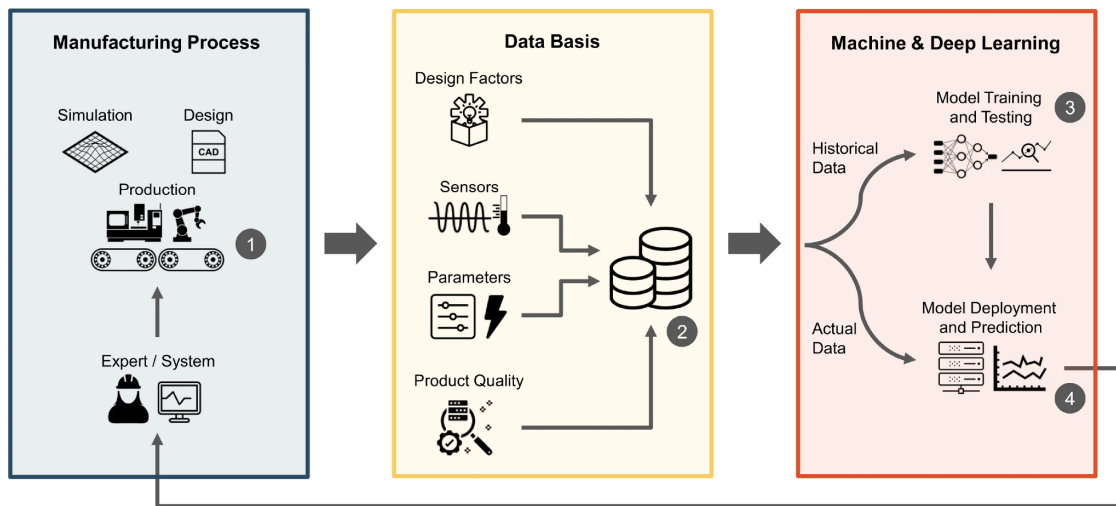 Manufacturing Process
Simulation
Design
CAD
Production
1
Expert / System
Data Basis
Design Factors
Sensors
Parameters
2
Product Quality
Machine & Deep Learning
Model Training
and Testing
3
Historical
Data
Actual
Data
Model Deployment
and Prediction
4